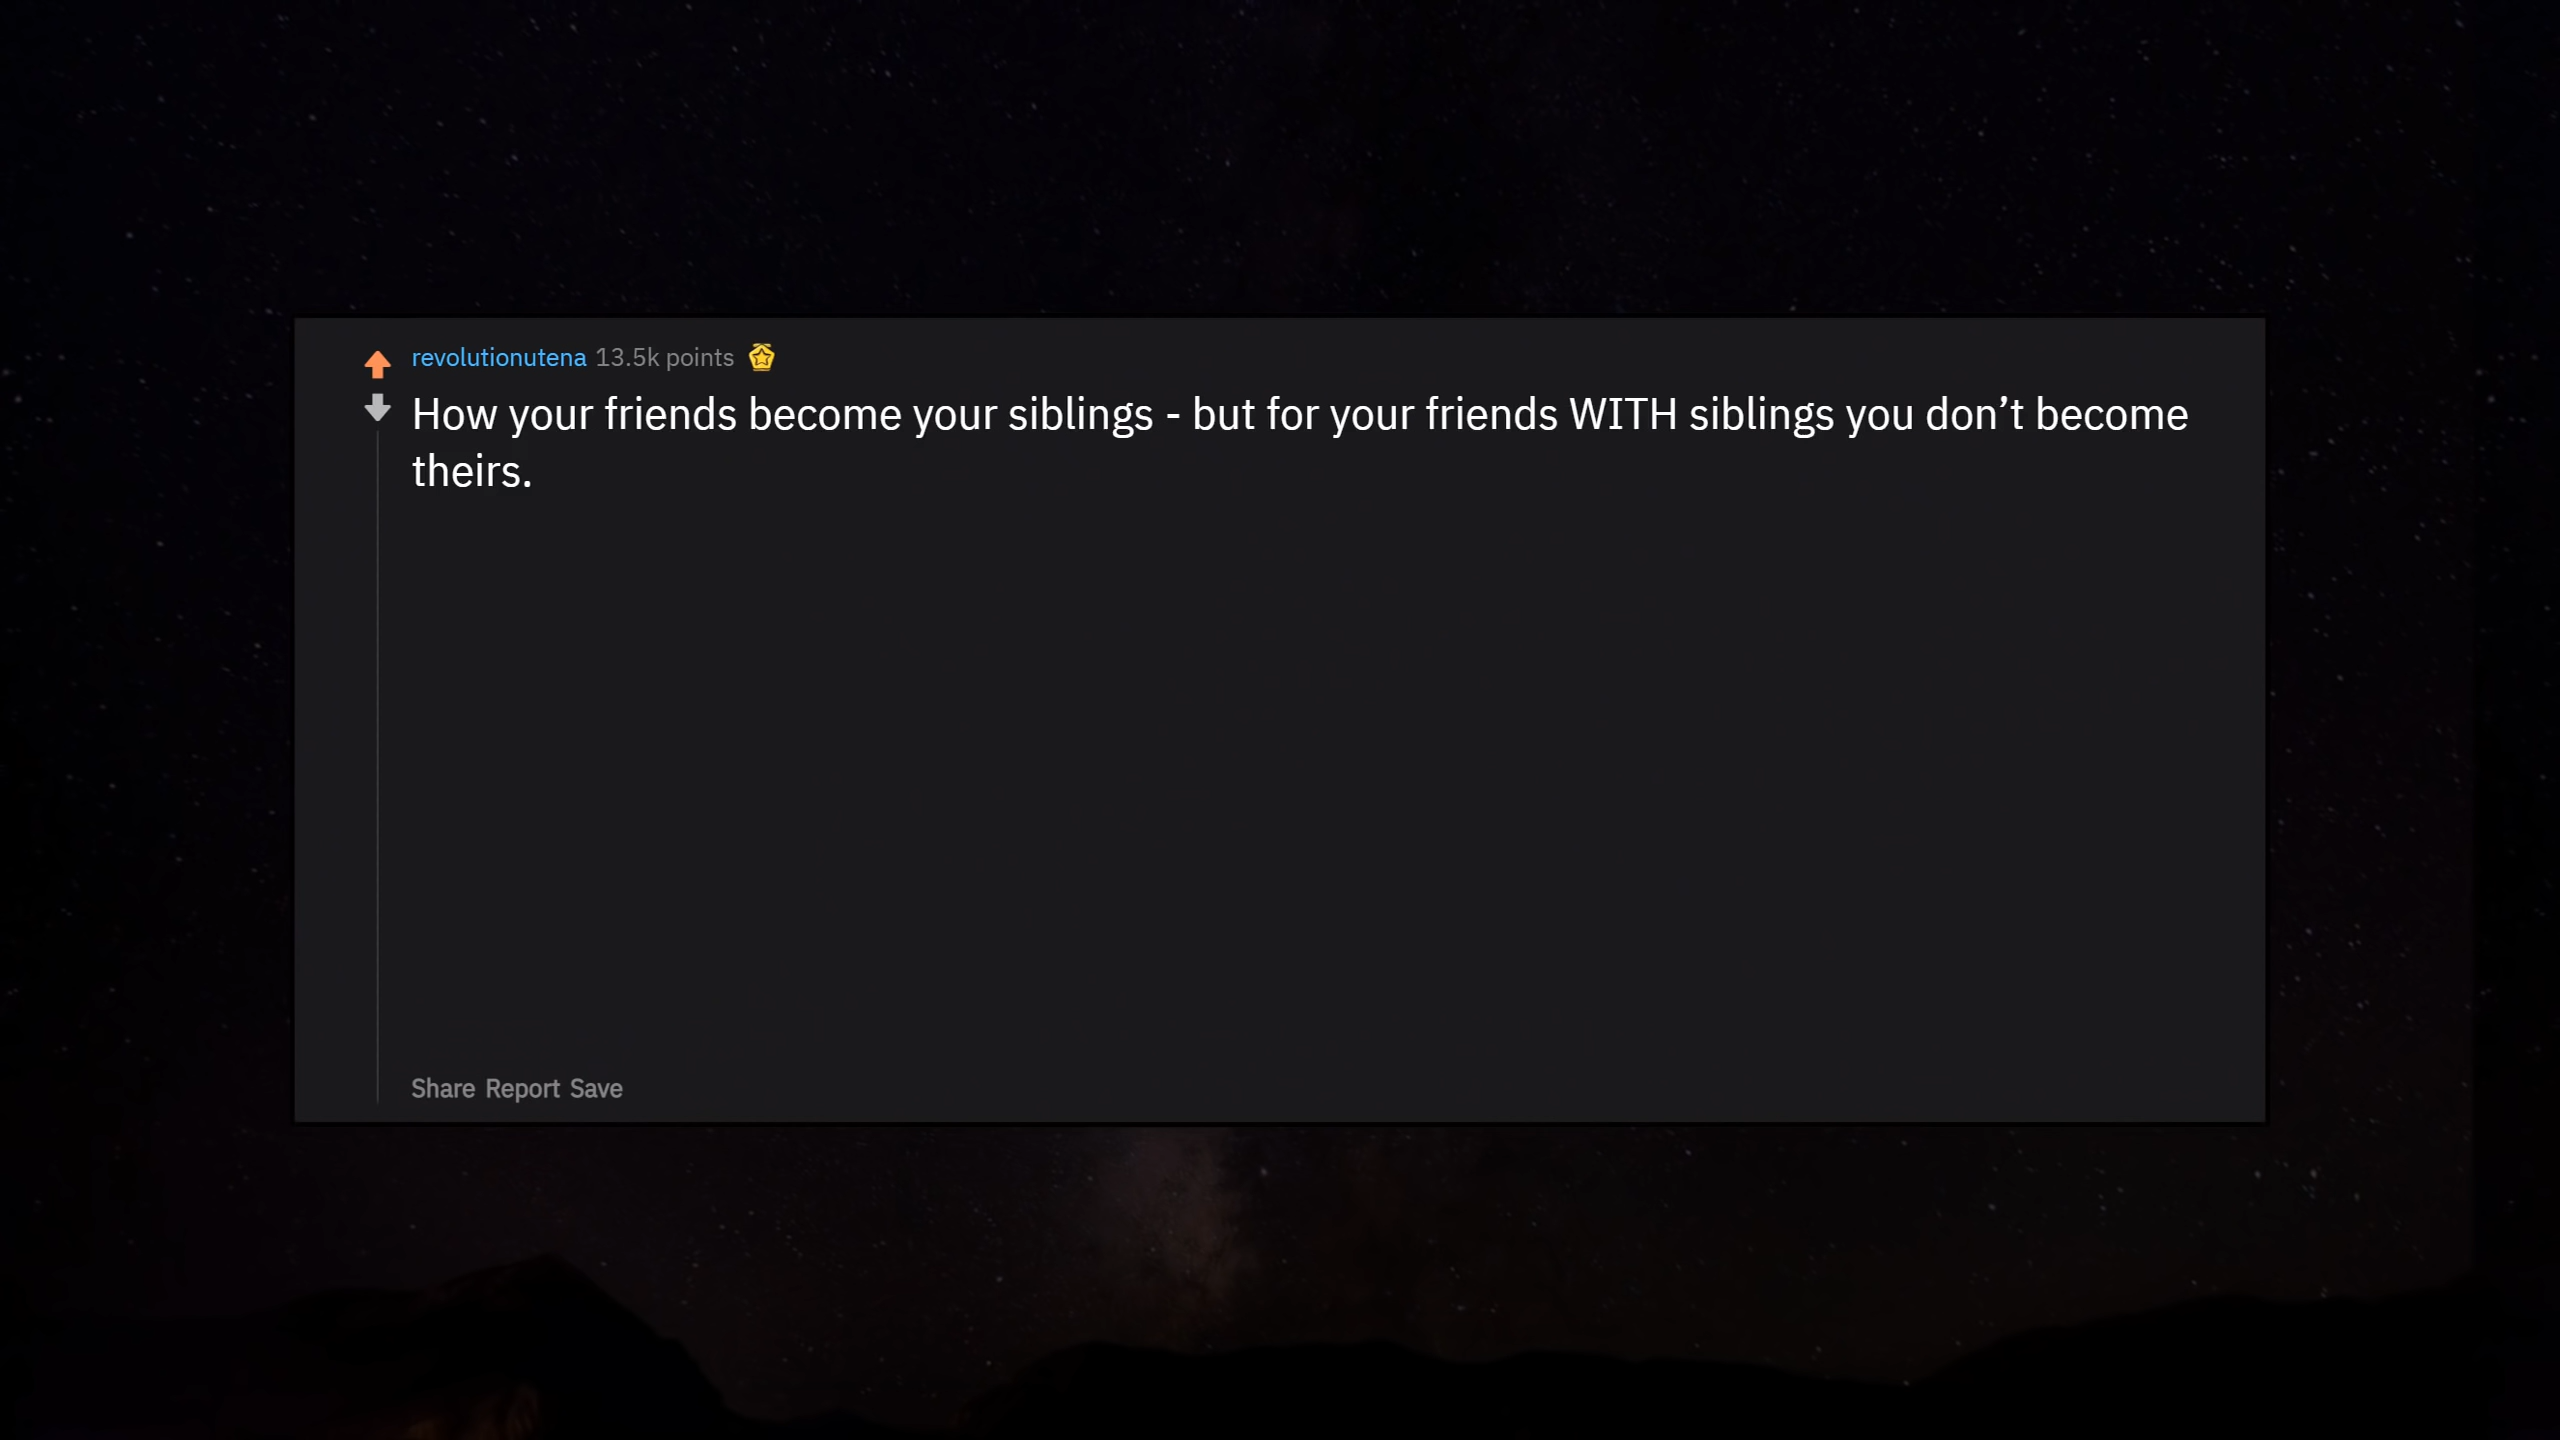 revolutionutena 13.5k points
How your friends become your siblings - but for your friends WITH siblings you don’t become
theirs.
Share Report Save